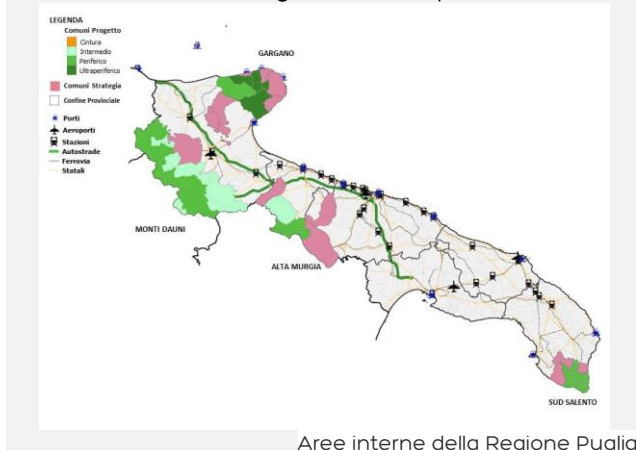 LEGENDA
Comuni Progetto
Cintura
Intermedio
Periferico
Ultraperiferico
Comuni Strategia
Confine Provinciale
Porti
Aeroporti
Stazioni
Autostrade
Ferrovia
Statali
GARGANO
MONTI DAUNI
ALTA MURGIA
SUD SALENTO
Aree interne della Regione Puglia